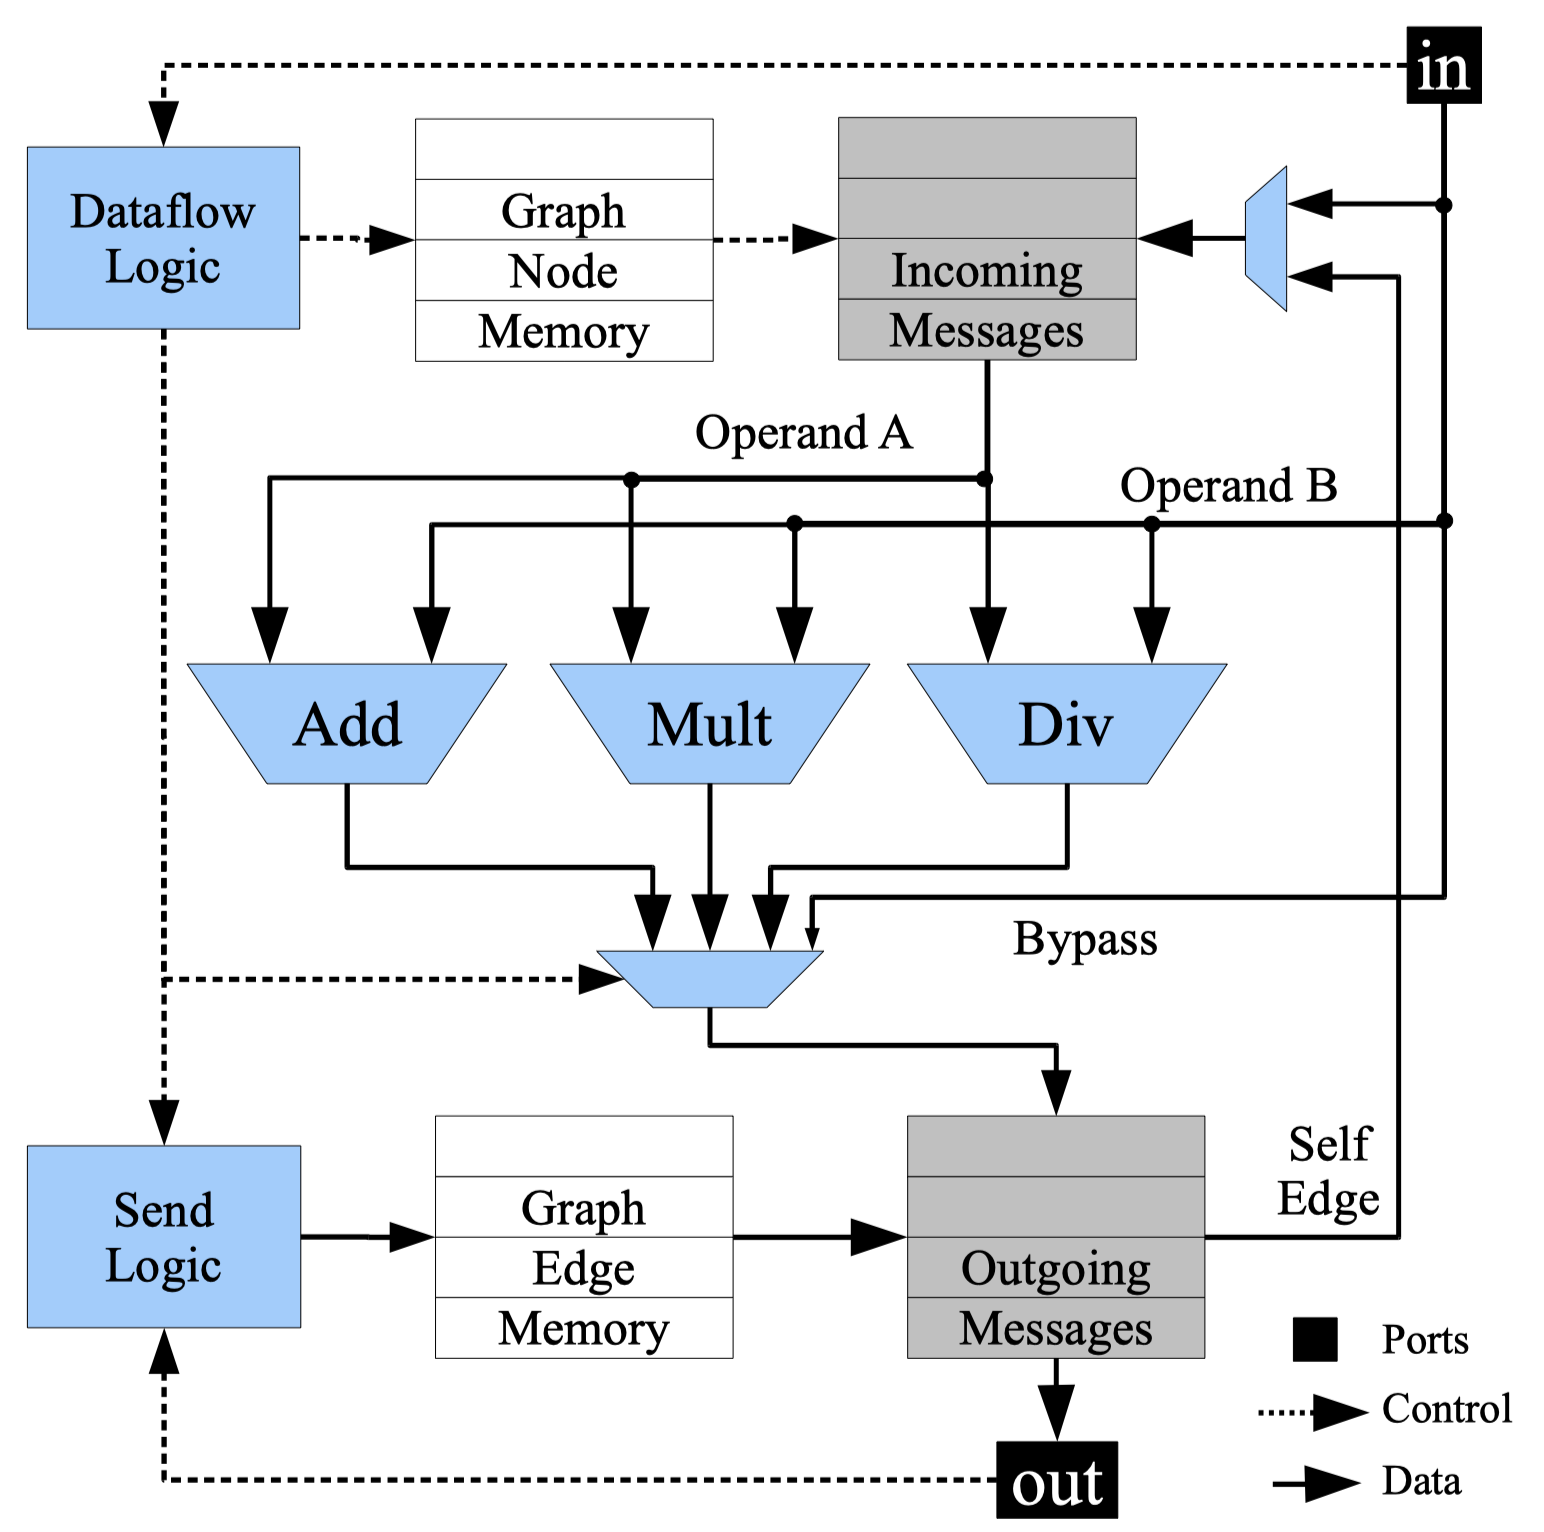 in
Dataflow
Logic
Graph
Node
Memory
Incoming
Messages
Operand A
Operand B
Add
Mult
Div
Bypass
Send
Logic
Graph
Edge
Memory
Outgoing
Messages
Self
Edge
Ports
Control
Data
out